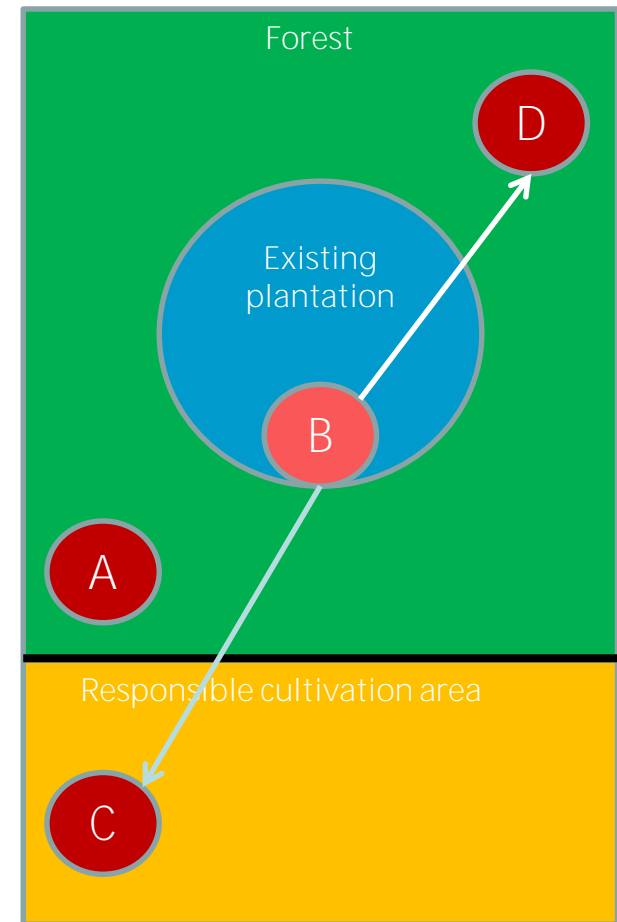 Forest
D
Existing
plantation
B
A
Responsible cultivation area
C